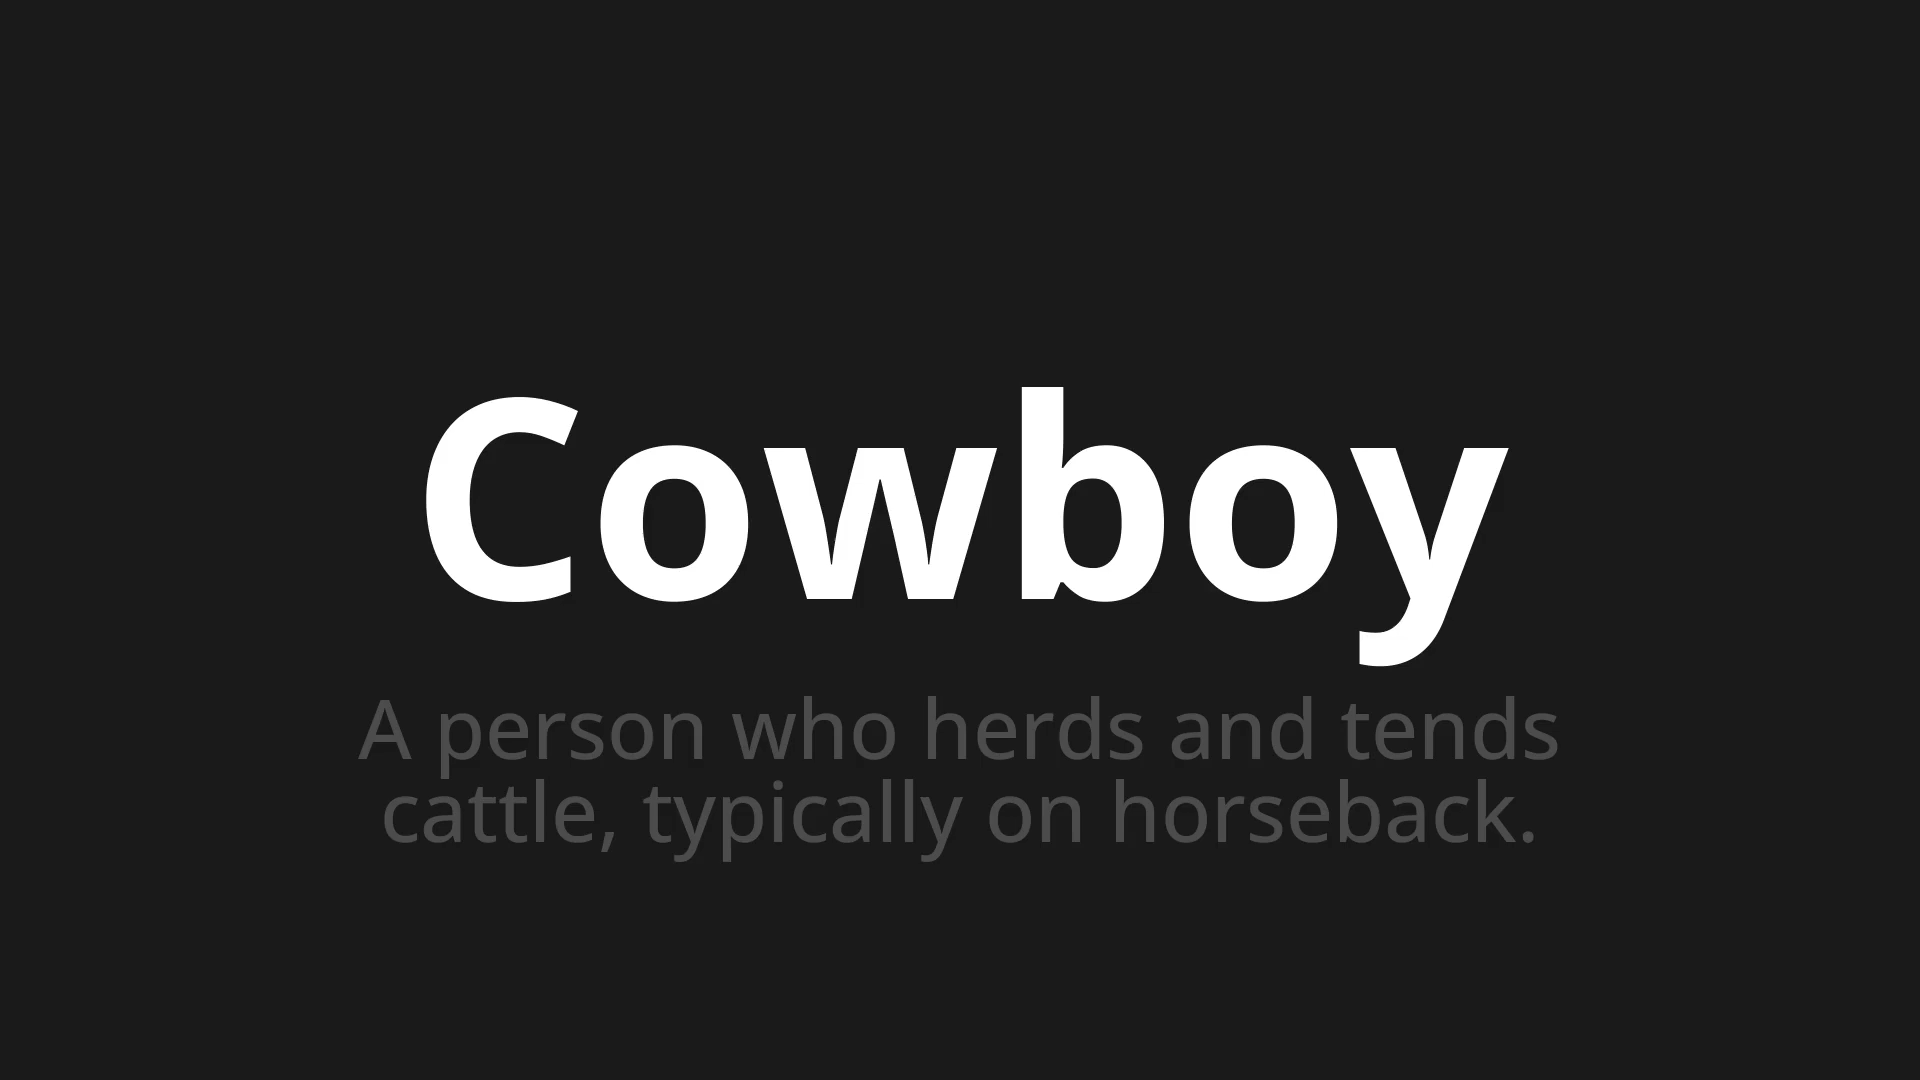 Cowboy
A person who herds and tends
cattle, typically on horseback.